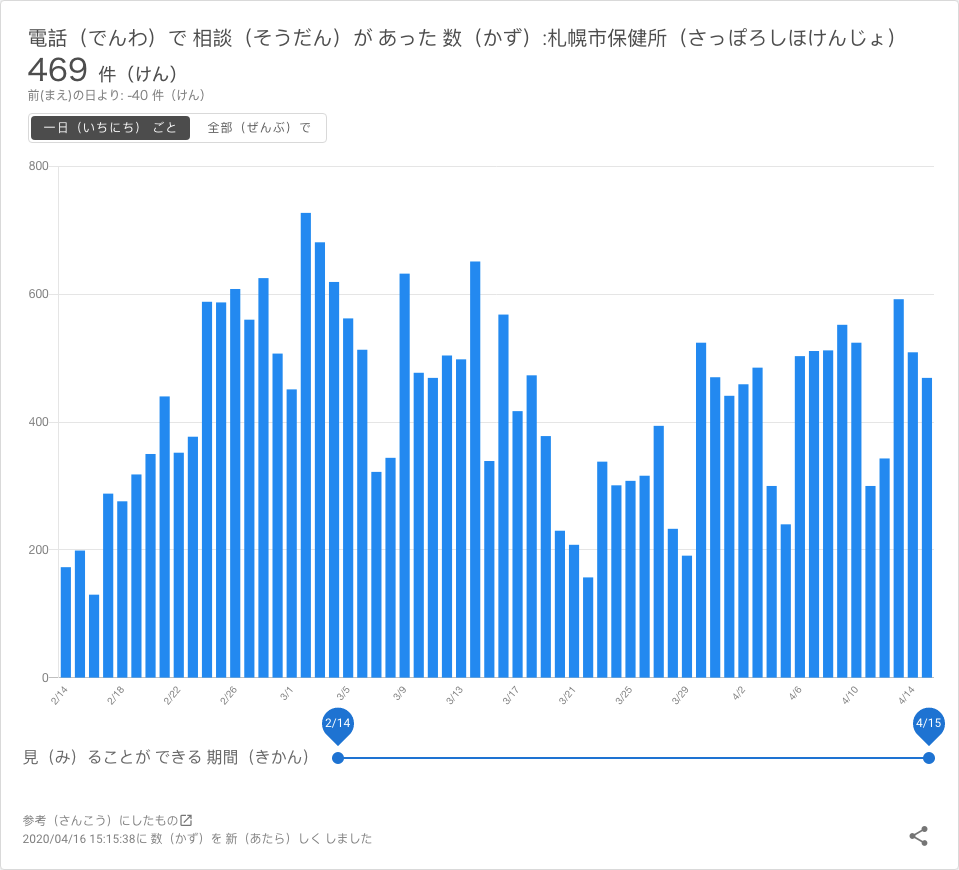 電話（でんわ）で 相談（そうだん）が あった 数（かず）:札幌市保健所（さっぽろしほけんじょ）
469 件（けん）
前(まえ)の日より: -40 件（けん）
一日（いちにち） ごと 全部（ぜんぶ）で
800
600
400
200
0
2/14 2/18 2/22 2/26 3/1 3/5 3/9 3/13 3/17 3/21 3/25 3/29 4/2 4/6 4/10 4/14
2/14 4/15
見（み）ることが できる 期間（きかん）
参考（さんこう）にしたもの
2020/04/16 15:15:38に 数（かず）を 新（あたら）しく しました